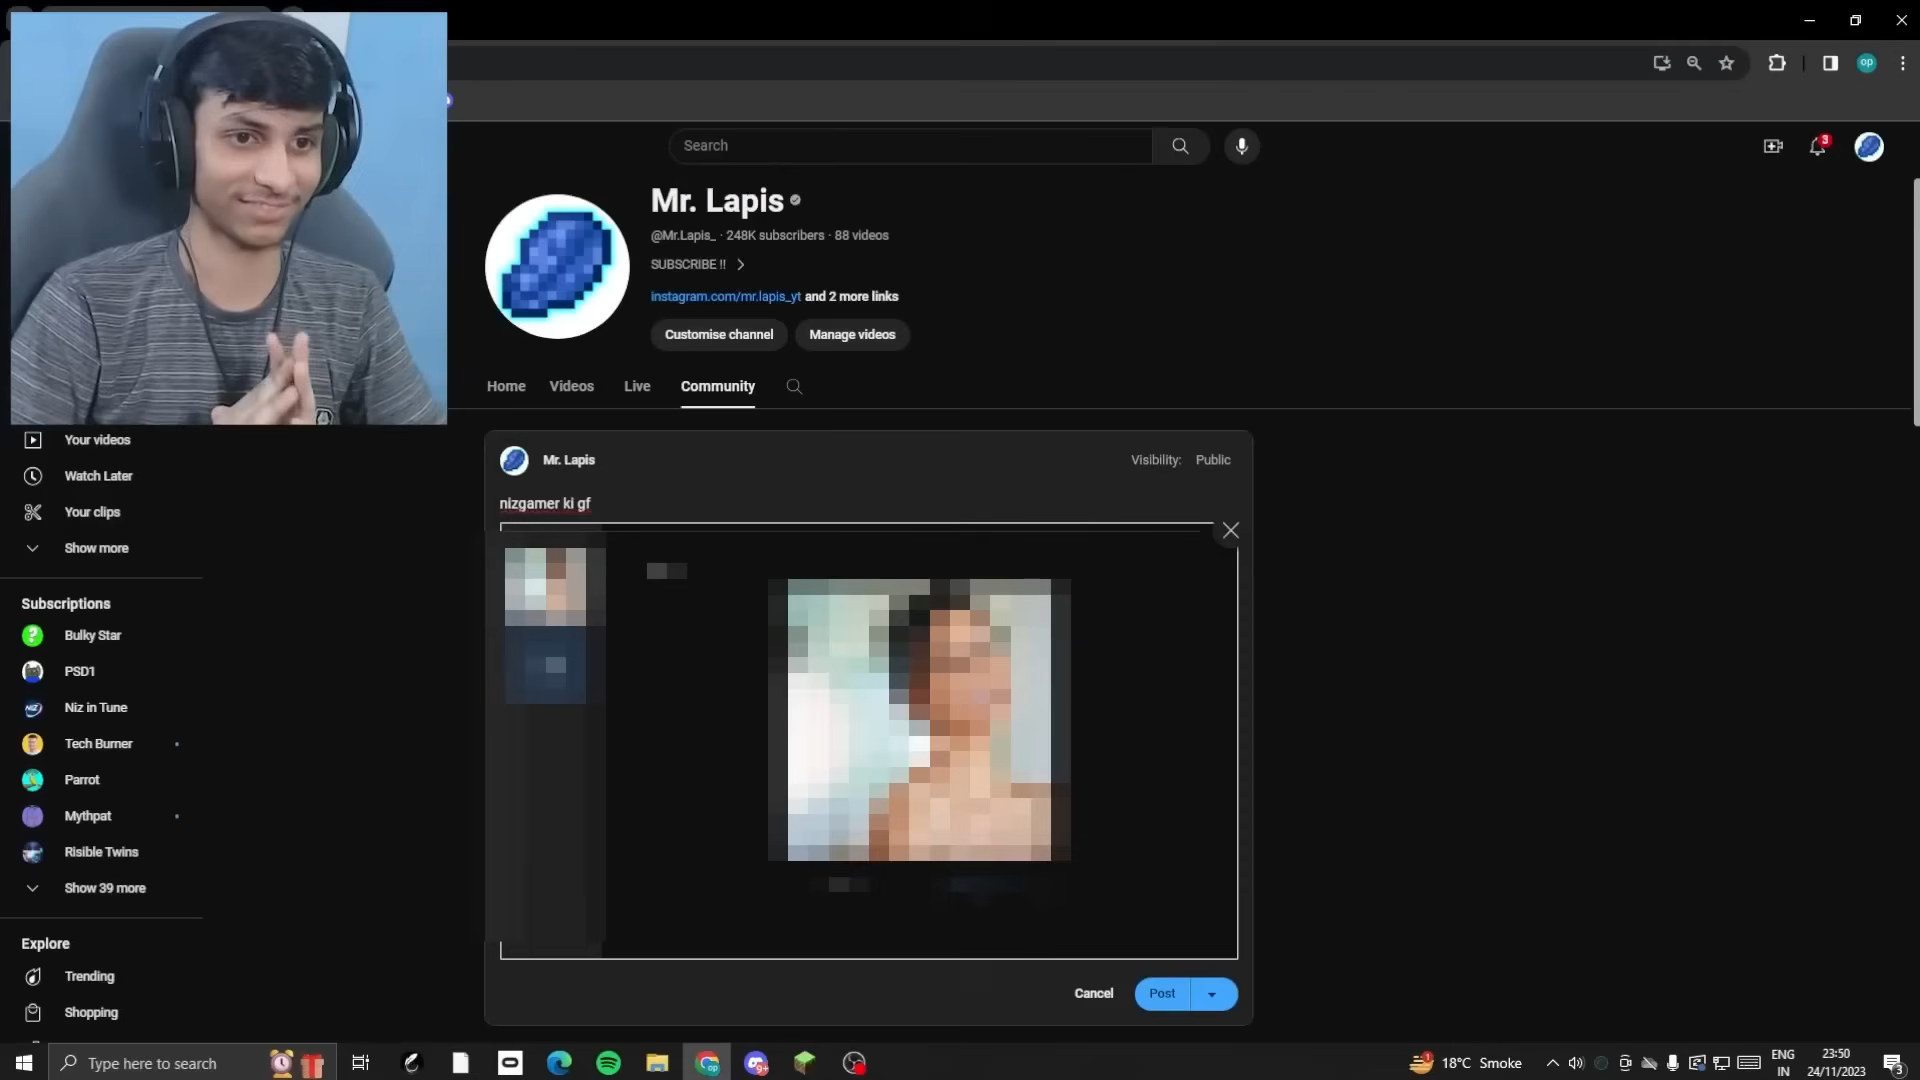 op
Search
3
Mr. Lapis
@Mr.Lapis_ · 248K subscribers · 88 videos
SUBSCRIBE !!
instagram.com/mr.lapis_yt and 2 more links
Customise channel
Manage videos
Home
Videos
Live
Community
Your videos
Watch Later
Your clips
Show more
Subscriptions
Bulky Star
PSD1
Niz in Tune
Tech Burner
Parrot
Mythpat
Risible Twins
Show 39 more
Explore
Trending
Shopping
Mr. Lapis
Visibility: Public
nizgamer ki gf
Cancel
Post
Type here to search
18°C Smoke
ENG
IN
23:50
24/11/2023
3